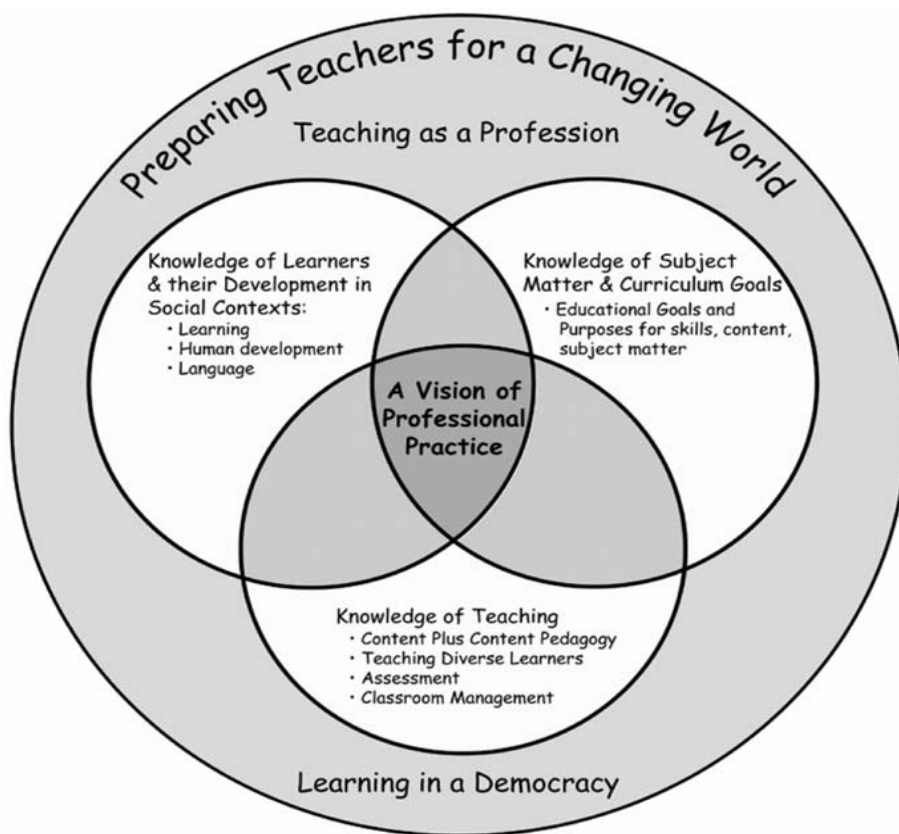 Preparing Teachers for a Changing World
Teaching as a Profession
Knowledge of Learners
& their Development in
Social Contexts:
· Learning
· Human development
· Language
Knowledge of Subject
Matter & Curriculum Goals
· Educational Goals and
Purposes for skills, content,
subject matter
A Vision of
Professional
Practice
Knowledge of Teaching
· Content Plus Content Pedagogy
· Teaching Diverse Learners
· Assessment
· Classroom Management
Learning in a Democracy